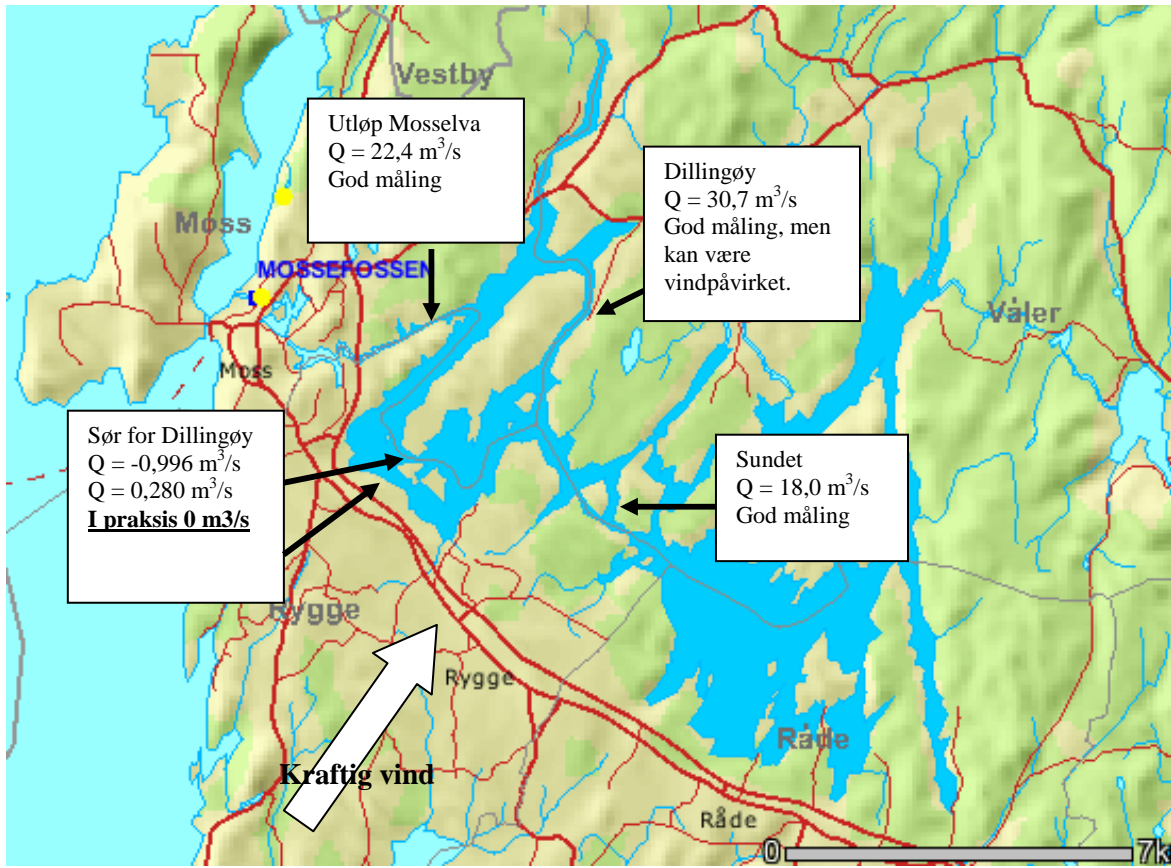 Vestby
Utløp Mosselva
Q = 22,4 m³/s
God måling
Dillingøy
Q = 30,7 m³/s
God måling, men
kan være
vindpåvirket.
Moss
MOSSEFOSSEN
Våler
Moss
Sør for Dillingøy
Q = -0,996 m³/s
Q = 0,280 m³/s
I praksis 0 m3/s
Sundet
Q = 18,0 m³/s
God måling
Rygge
Rygge
Råde
Kraftig vind
Råde
0 7k